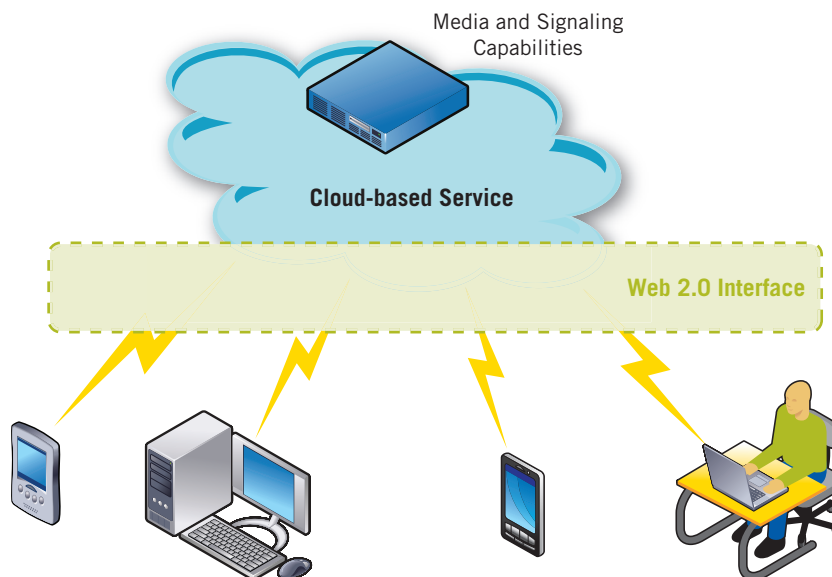 Media and Signaling
Capabilities
Cloud-based Service
Web 2.0 Interface